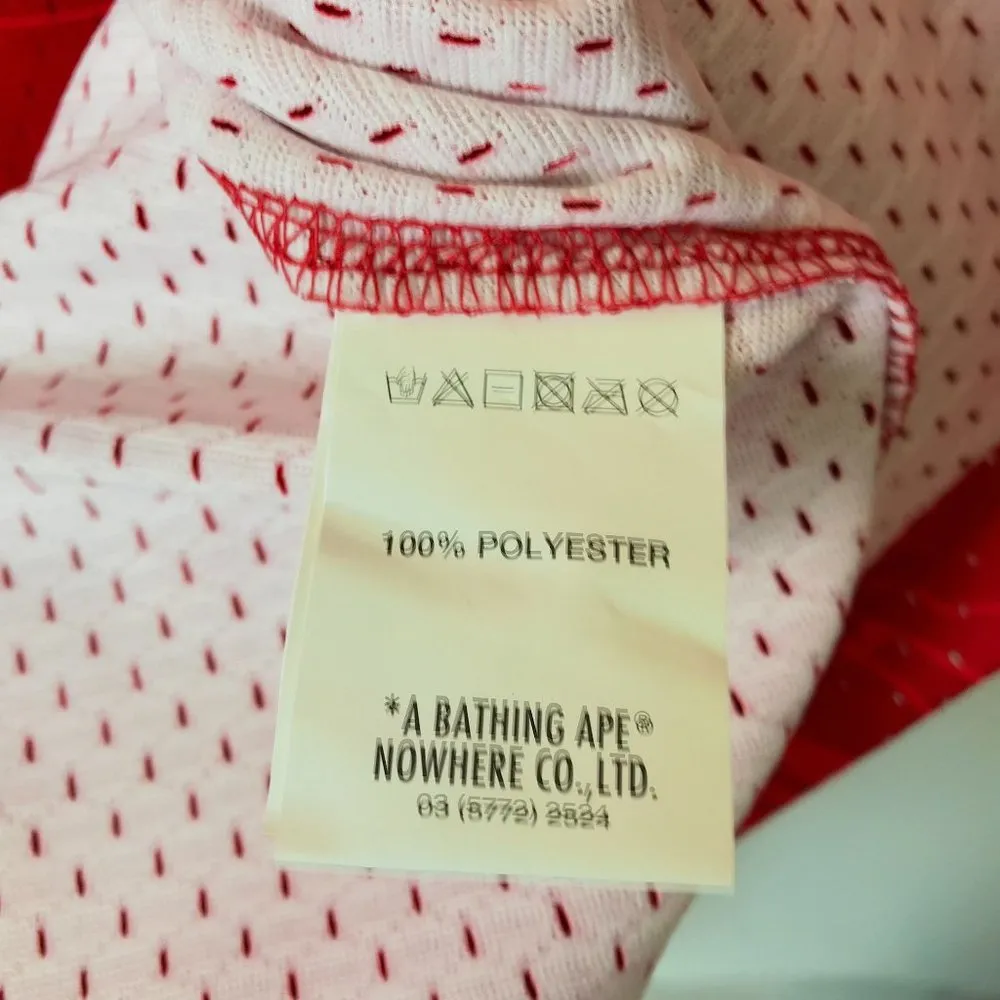 100% POLYESTER
*A BATHING APE®
NOWHERE CO., LTD.
03 (5772) 2524